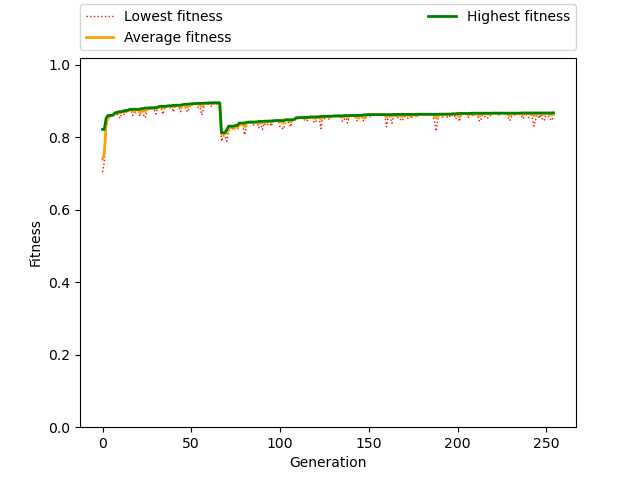 Lowest fitness
Average fitness
Highest fitness
1.0
0.8
0.6
0.4
0.2
0.0
Fitness
0 50 100 150 200 250
Generation